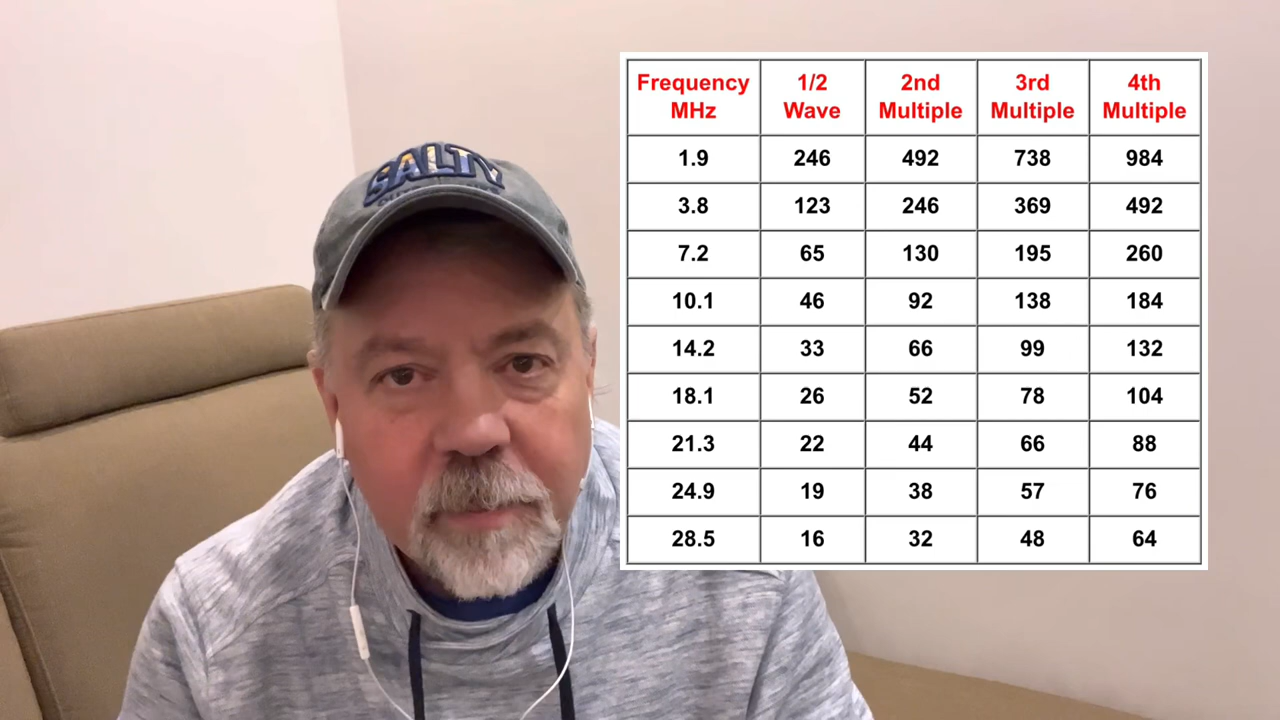 SALTY
Frequency MHz 1/2 Wave 2nd Multiple 3rd Multiple 4th Multiple
1.9 246 492 738 984
3.8 123 246 369 492
7.2 65 130 195 260
10.1 46 92 138 184
14.2 33 66 99 132
18.1 26 52 78 104
21.3 22 44 66 88
24.9 19 38 57 76
28.5 16 32 48 64